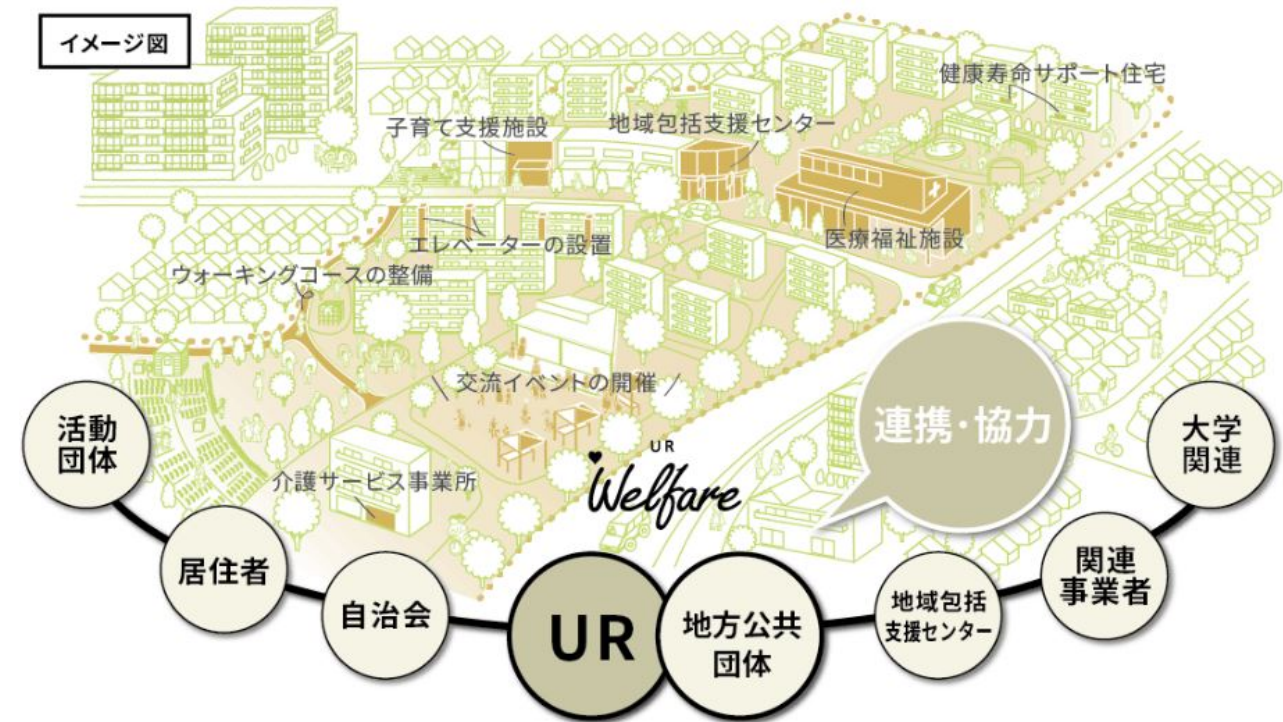 イメージ図
健康寿命サポート住宅
子育て支援施設
地域包括支援センター
エレベーターの設置
医療福祉施設
ウォーキングコースの整備
交流イベントの開催
介護サービス事業所
UR
Welfare
連携・協力
活動
団体
居住者
自治会
UR
地方公共
団体
地域包括
支援センター
関連
事業者
大学
関連